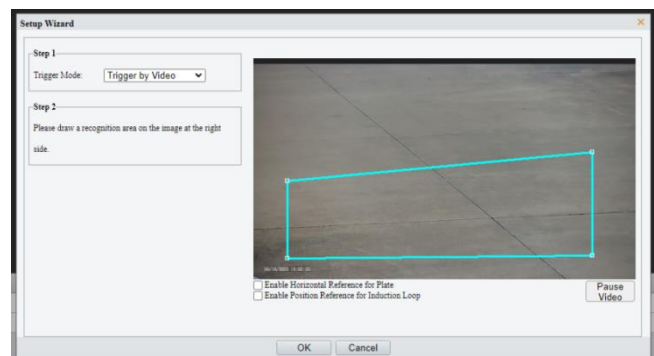 Setup Wizard
Step 1
Trigger Mode: Trigger by Video
Step 2
Please draw a recognition area on the image at the right
side.
Enable Horizontal Reference for Plate
Enable Position Reference for Induction Loop
Pause
Video
OK Cancel